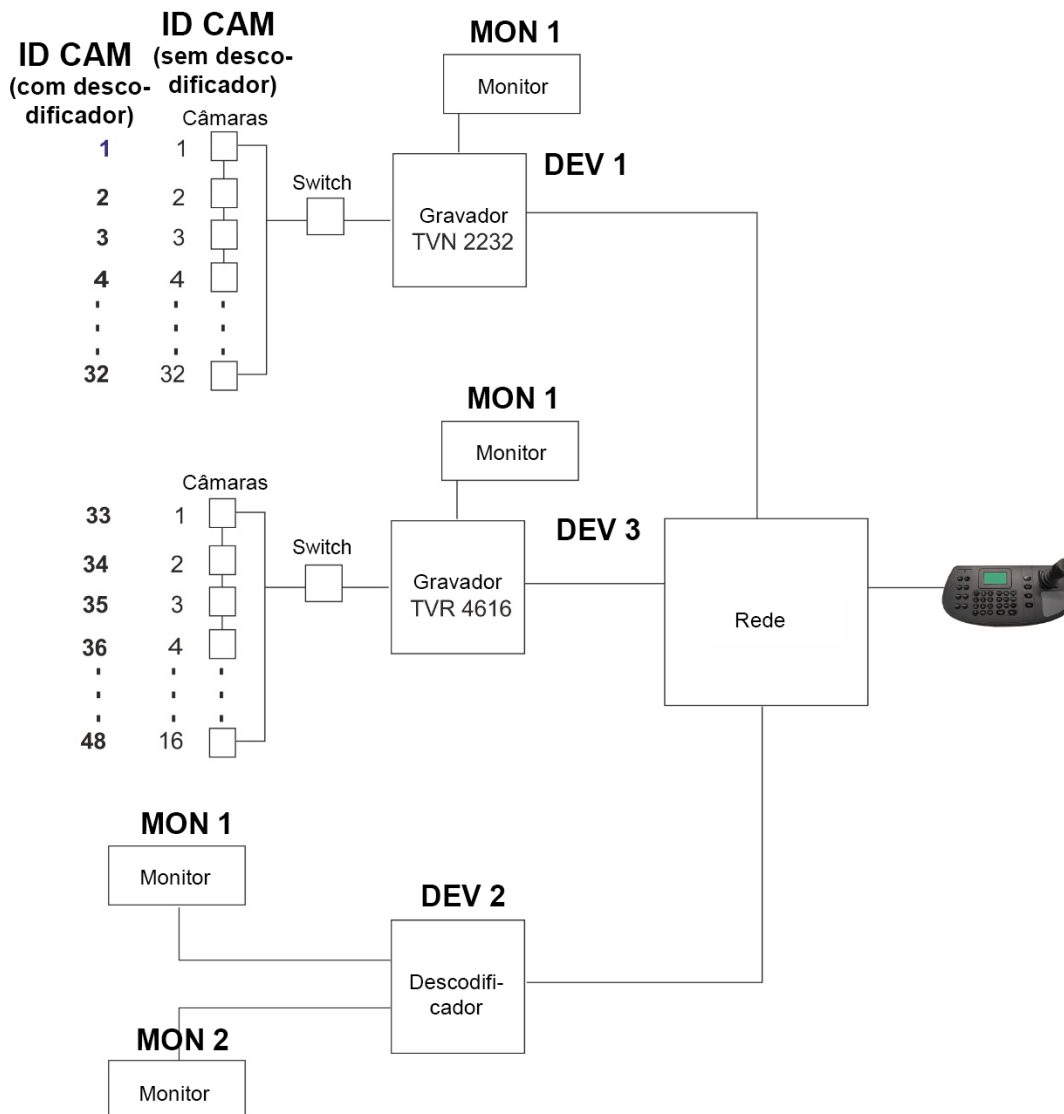 ID CAM
(com desco-
dificador)
ID CAM
(sem desco-
dificador)
MON 1
Monitor
Câmaras
1 1
2 2
3 3
4 4
32 32
Switch
DEV 1
Gravador
TVN 2232
MON 1
Monitor
Câmaras
33 1
34 2
35 3
36 4
48 16
Switch
DEV 3
Gravador
TVR 4616
Rede
MON 1
Monitor
DEV 2
Descodifi-
cador
MON 2
Monitor